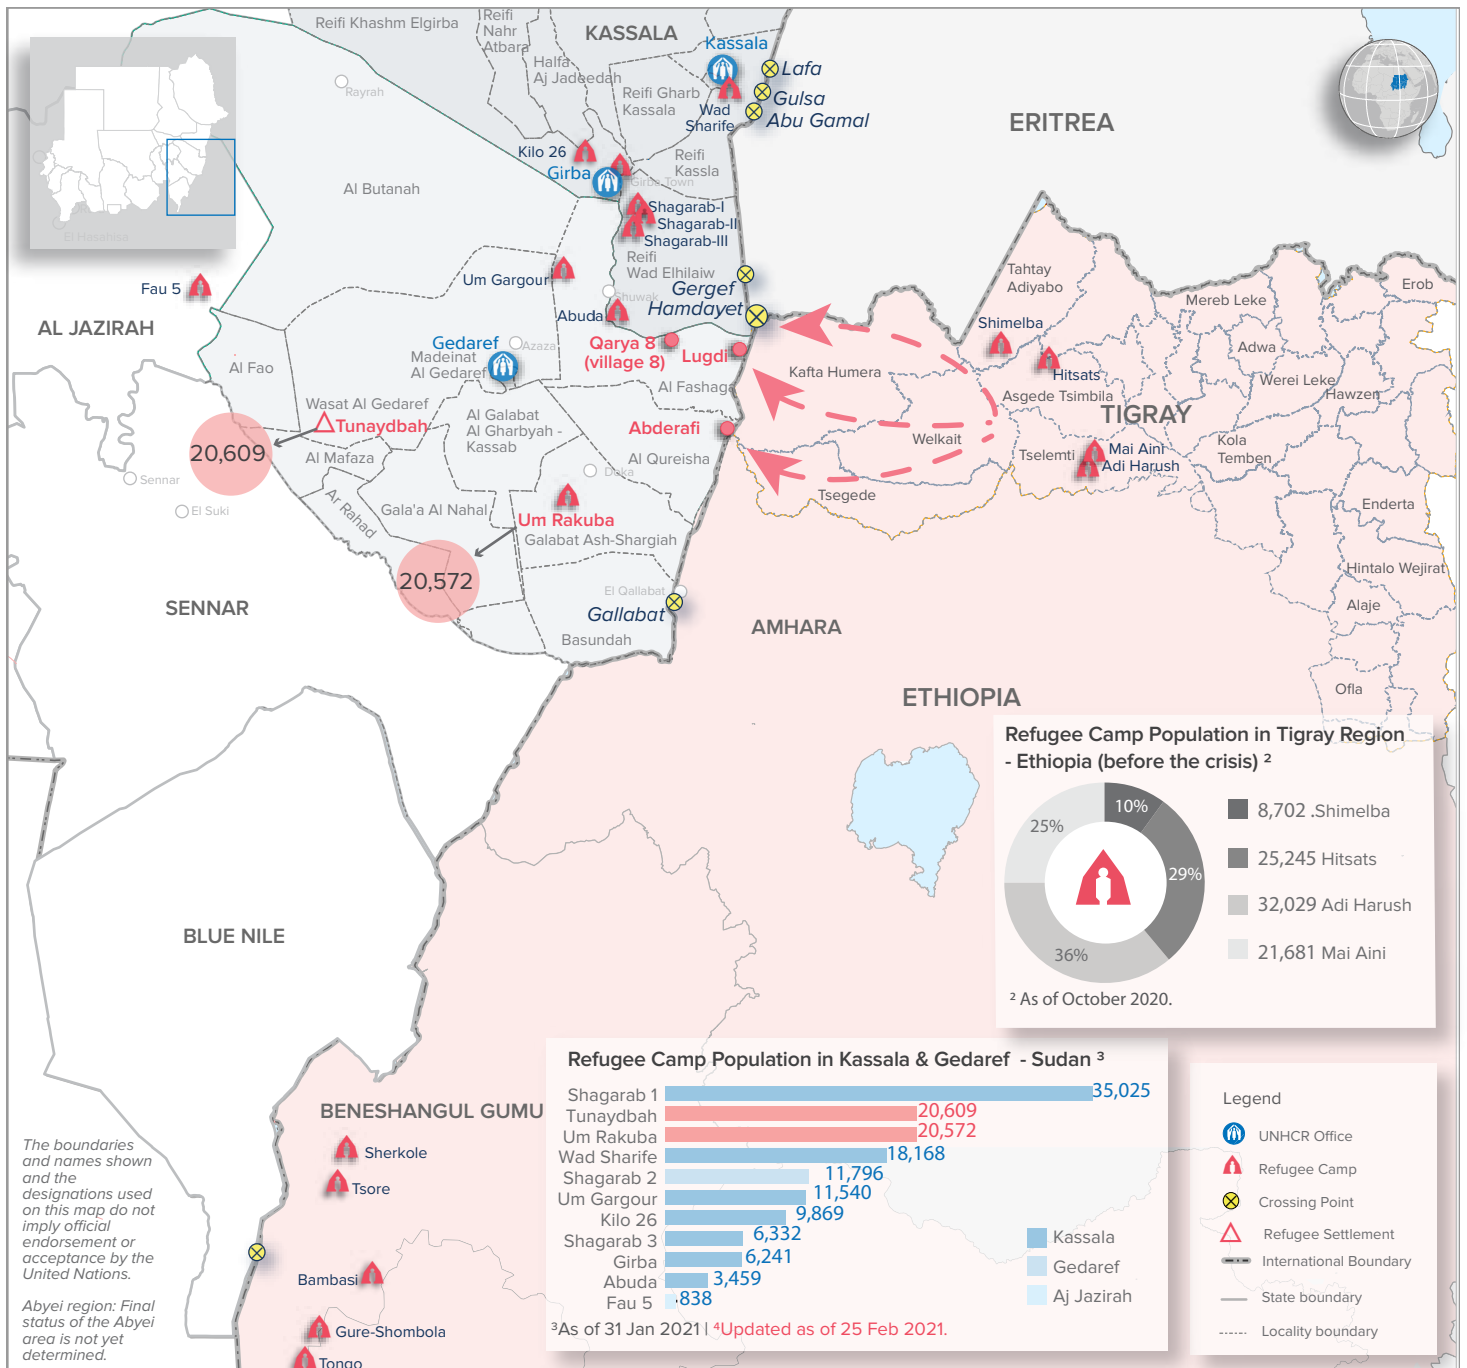 Reifi Khashm Elgirba
Reifi
Nahr
Atbara
KASSALA
Kassala
Halfa
Aj Jadeedah
Lafa
Rayrah
Reifi Gharb
Kassala
Gulsa
Wad
Sharife
Abu Gamal
ERITREA
Kilo 26
Reifi
Kassla
Girba
Girba Town
Al Butanah
Shagarab-I
Shagarab-II
Shagarab-III
El Hasahisa
Reifi
Wad Elhilaiw
Tahtay
Adiyabo
Um Gargour
Fau 5
Gergef
Hamdayet
Shuwak
Erob
Mereb Leke
AL JAZIRAH
Abuda
Shimelba
Gedaref
Azaza
Qarya 8
(village 8)
Lugdi
Adwa
Madeinat
Al Gedaref
Al Fao
Kafta Humera
Hitsats
Werei Leke
Al Fashaga
Asgede Tsimbila
Hawzen
Wasat Al Gedaref
TIGRAY
Tunaydbah
Al Galabat
Al Gharbyah -
Kassab
Abderafi
Welkait
Kola
Temben
20,609
Al Mafaza
Al Qureisha
Tselemti
Mai Aini
Adi Harush
Doka
Sennar
Tsegede
Ar Rahad
Gala'a Al Nahal
Enderta
El Suki
Um Rakuba
Galabat Ash-Shargiah
20,572
Hintalo Wejirat
El Qallabat
Gallabat
SENNAR
Alaje
AMHARA
Basundah
Ofla
ETHIOPIA
Refugee Camp Population in Tigray Region
- Ethiopia (before the crisis) ²
10%
25%
29%
36%
8,702 .Shimelba
25,245 Hitsats
32,029 Adi Harush
21,681 Mai Aini
² As of October 2020.
BLUE NILE
BENESHANGUL GUMU
Sherkole
Tsore
Bambasi
Gure-Shombola
Tongo
Refugee Camp Population in Kassala & Gedaref - Sudan ³
Shagarab 1 35,025
Tunaydbah 20,609
Um Rakuba 20,572
Wad Sharife 18,168
Shagarab 2 11,796
Um Gargour 11,540
Kilo 26 9,869
Shagarab 3 6,332
Girba 6,241
Abuda 3,459
Fau 5 838
Kassala
Gedaref
Aj Jazirah
³As of 31 Jan 2021 | ⁴Updated as of 25 Feb 2021.
Legend
UNHCR Office
Refugee Camp
Crossing Point
Refugee Settlement
International Boundary
State boundary
Locality boundary
The boundaries
and names shown
and the
designations used
on this map do not
imply official
endorsement or
acceptance by the
United Nations.
Abyei region: Final
status of the Abyei
area is not yet
determined.